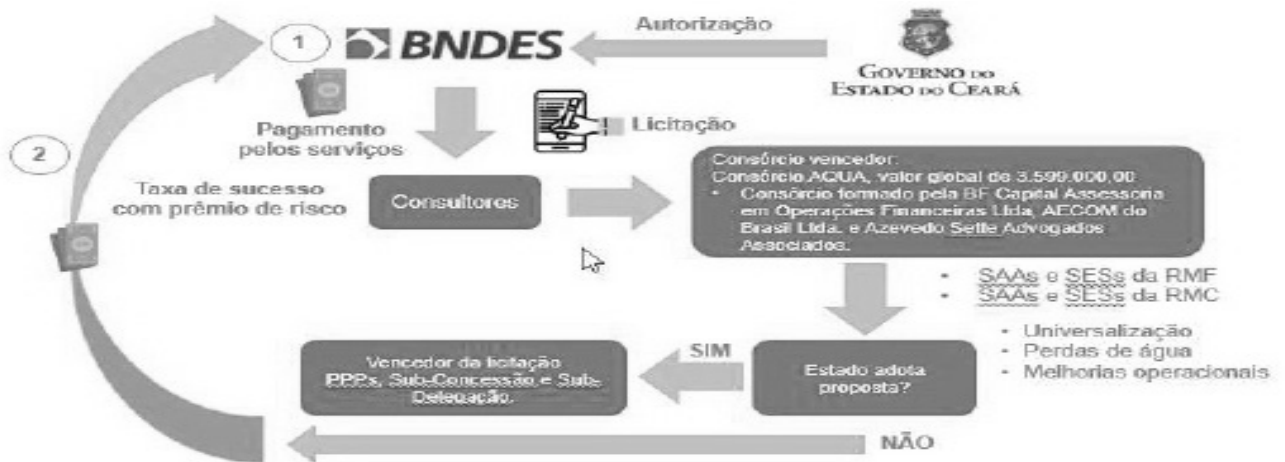 1
BNDES
Autorização
GOVERNO DO
ESTADO DO CEARÁ
Pagamento
pelos serviços
Licitação
2
Taxa de sucesso
com prêmio de risco
Consultores
Consórcio vencedor:
Consórcio AQUA, valor global de 3.599.000,00
• Consórcio formado pela BF Capital Assessoria
em Operações Financeiras Ltda, AECOM do
Brasil Ltda. e Azevedo Sette Advogados
Associados.
• SAAs e SESs da RMF
• SAAs e SESs da RMC
• Universalização
• Perdas de água
• Melhorias operacionais
Estado adota
proposta?
SIM
Vencedor da licitação
PPPs, Sub-Concessão e Sub-
Delegação.
NÃO